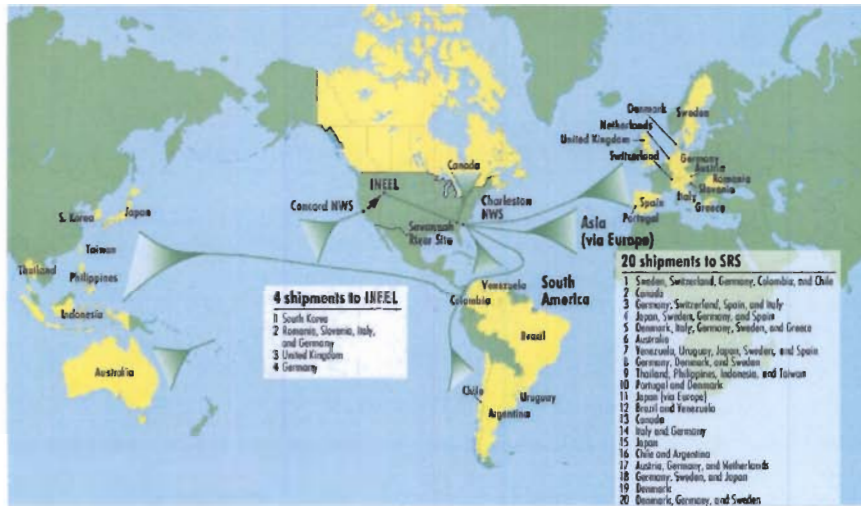 Denmark
Sweden
Netherlands
United Kingdom
Switzerland
Germany
Austria
Romania
Slovenia
Italy
Greece
Spain
Portugal
Canada
INEEL
Concord NWS
Charleston
NWS
Savannah
River Site
Asia
(via Europe)
S. Korea
Japan
Taiwan
Thailand
Philippines
Indonesia
Australia
Venezuela
Colombia
South
America
Brazil
Chile
Uruguay
Argentina
4 shipments to INEEL
1 South Korea
2 Romania, Slovenia, Italy,
and Germany
3 United Kingdom
4 Germany
20 shipments to SRS
1 Sweden, Switzerland, Germany, Colombia, and Chile
2 Canada
3 Germany, Switzerland, Spain, and Italy
4 Japan, Sweden, Germany, and Spain
5 Denmark, Italy, Germany, Sweden, and Greece
6 Australia
7 Venezuela, Uruguay, Japan, Sweden, and Spain
8 Germany, Denmark, and Sweden
9 Thailand, Philippines, Indonesia, and Taiwan
10 Portugal and Denmark
11 Japan (via Europe)
12 Brazil and Venezuela
13 Canada
14 Italy and Germany
15 Japan
16 Chile and Argentina
17 Austria, Germany, and Netherlands
18 Germany, Sweden, and Japan
19 Denmark
20 Denmark, Germany, and Sweden